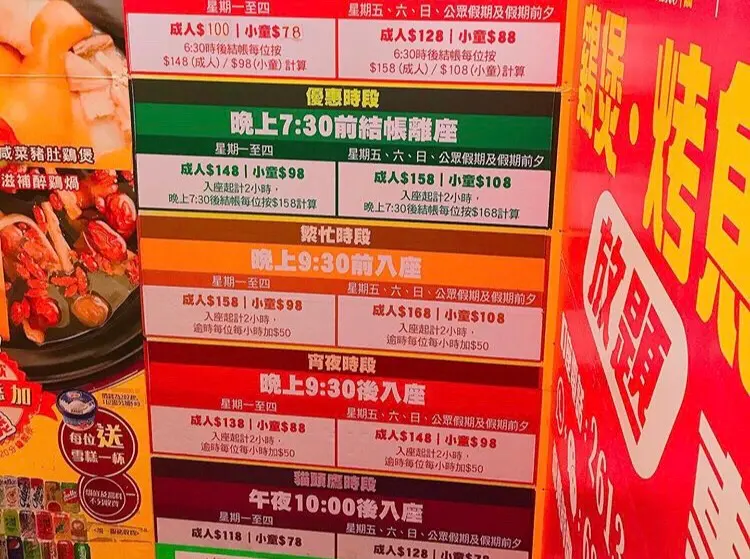 星期一至四
星期五、六、日、公眾假期及假期前夕
成人$100 | 小童$78
成人$128 | 小童$88
6:30時後結帳每位按
$148(成人) / $98(小童)計算
6:30時後結帳每位按
$158(成人) / $108(小童)計算
優惠時段
晚上7:30前結帳離座
星期一至四
星期五、六、日、公眾假期及假期前夕
成人$148 | 小童$98
成人$158 | 小童$108
入座起計2小時,
晚上7:30後結帳每位按$158計算
入座起計2小時,
晚上7:30後結帳每位按$168計算
繁忙時段
晚上9:30前入座
星期一至四
星期五、六、日、公眾假期及假期前夕
成人$158 | 小童$98
成人$168 | 小童$108
入座起計2小時,
逾時每位每小時加$50
入座起計2小時,
逾時每位每小時加$50
宵夜時段
晚上9:30後入座
星期一至四
星期五、六、日、公眾假期及假期前夕
成人$138 | 小童$88
成人$148 | 小童$98
入座起計2小時,
逾時每位每小時加$50
入座起計2小時,
逾時每位每小時加$50
貓頭鷹時段
午夜10:00後入座
星期一至四
星期五、六、日、公眾假期及假期前夕
成人$118 | 小童$78
成人$128 | 小童$78
咸菜豬肚鷄煲
滋補醉鷄鍋
加
每位送
雪糕一杯
鷄煲·烤魚
放題
2613